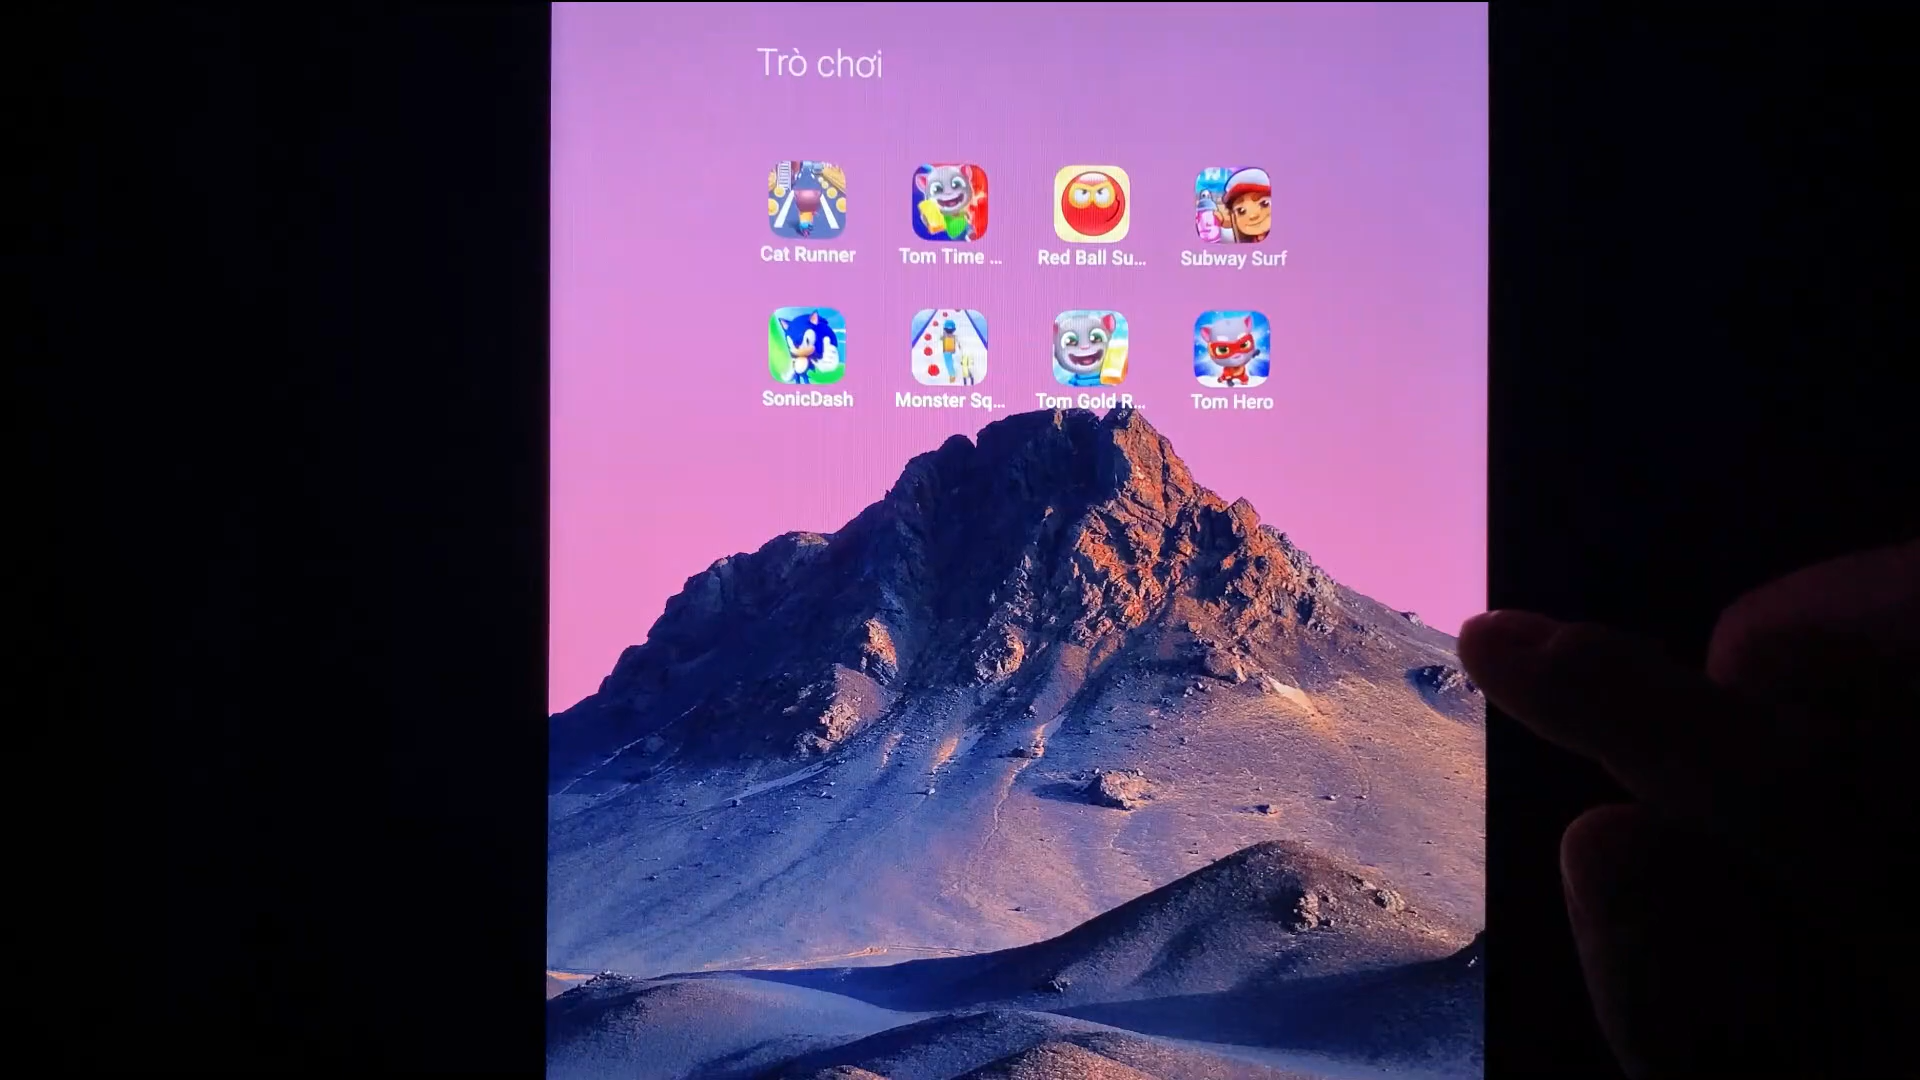 Trò chơi
Cat Runner
Tom Time ...
Red Ball Su...
Subway Surf
SonicDash
Monster Sq...
Tom Gold R...
Tom Hero